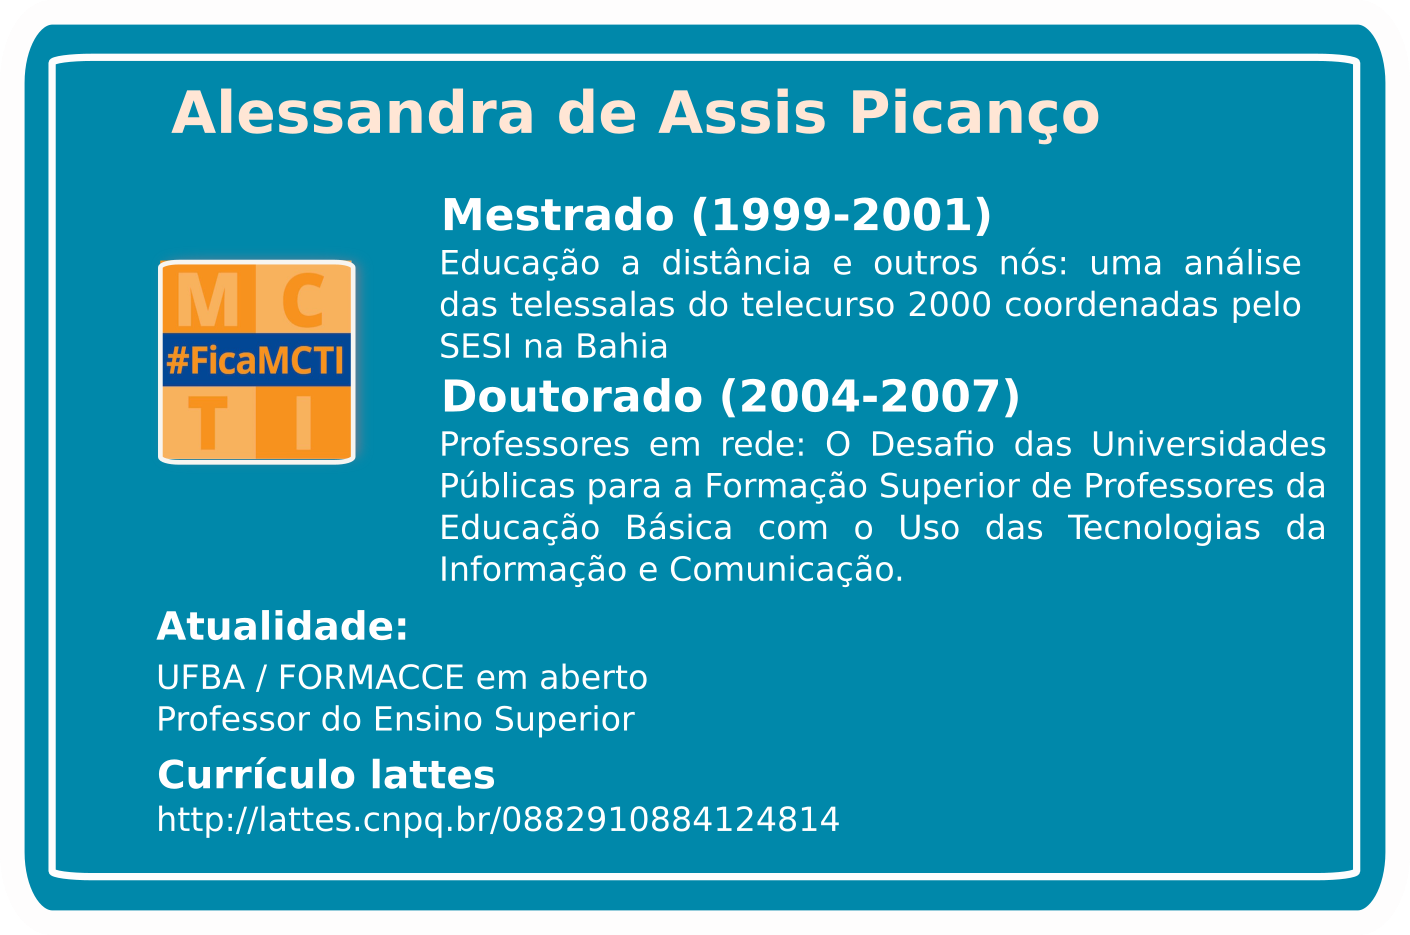 Alessandra de Assis Picanço
Mestrado (1999-2001)
Educação a distância e outros nós: uma análise
das telessalas do telecurso 2000 coordenadas pelo
SESI na Bahia
M C
#FicaMCTI
T I
Doutorado (2004-2007)
Professores em rede: O Desafio das Universidades
Públicas para a Formação Superior de Professores da
Educação Básica com o Uso das Tecnologias da
Informação e Comunicação.
Atualidade:
UFBA / FORMACCE em aberto
Professor do Ensino Superior
Currículo lattes
http://lattes.cnpq.br/0882910884124814